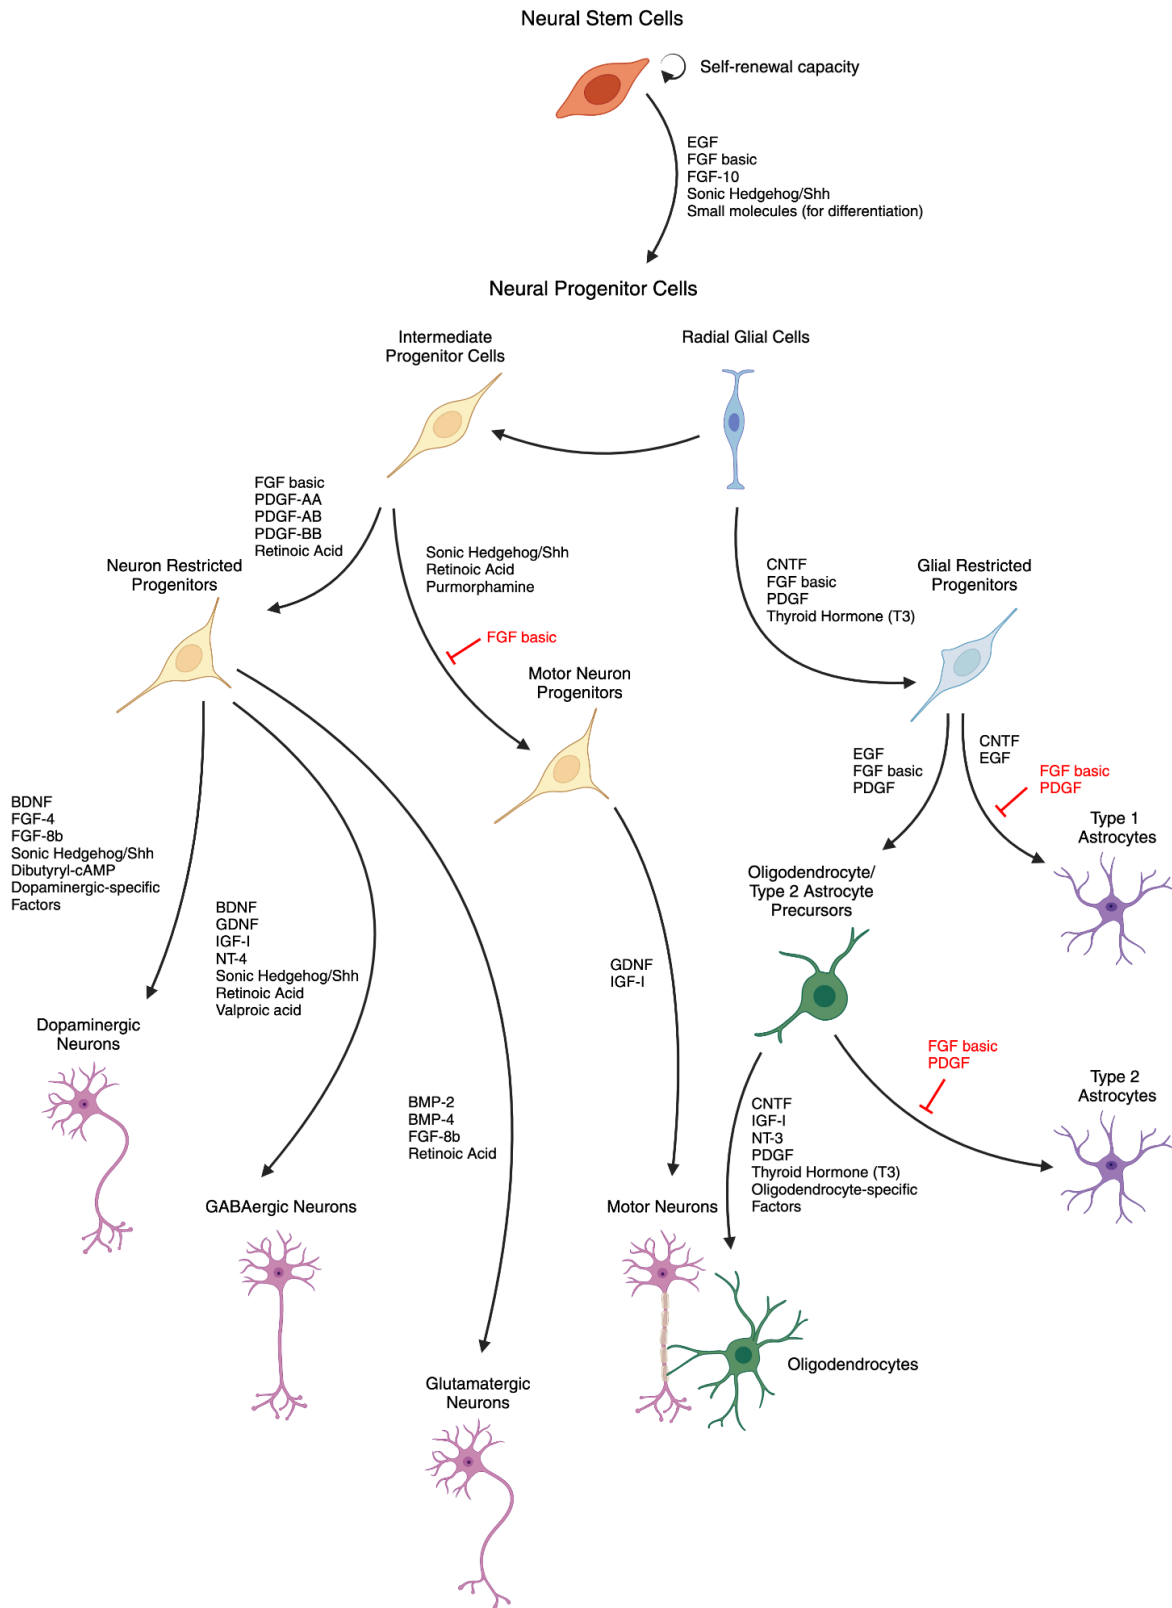 Neural Stem Cells
Self-renewal capacity
EGF
FGF basic
FGF-10
Sonic Hedgehog/Shh
Small molecules (for differentiation)
Neural Progenitor Cells
Intermediate
Progenitor Cells
Radial Glial Cells
FGF basic
PDGF-AA
PDGF-AB
PDGF-BB
Retinoic Acid
Sonic Hedgehog/Shh
Retinoic Acid
Purmorphamine
FGF basic
CNTF
FGF basic
PDGF
Thyroid Hormone (T3)
Neuron Restricted
Progenitors
Glial Restricted
Progenitors
Motor Neuron
Progenitors
EGF
FGF basic
PDGF
CNTF
EGF
FGF basic
PDGF
Type 1
Astrocytes
BDNF
FGF-4
FGF-8b
Sonic Hedgehog/Shh
Dibutyryl-cAMP
Dopaminergic-specific
Factors
Oligodendrocyte/
Type 2 Astrocyte
Precursors
BDNF
GDNF
IGF-I
NT-4
Sonic Hedgehog/Shh
Retinoic Acid
Valproic acid
GDNF
IGF-I
Dopaminergic
Neurons
FGF basic
PDGF
Type 2
Astrocytes
BMP-2
BMP-4
FGF-8b
Retinoic Acid
CNTF
IGF-I
NT-3
PDGF
Thyroid Hormone (T3)
Oligodendrocyte-specific
Factors
GABAergic Neurons
Motor Neurons
Oligodendrocytes
Glutamatergic
Neurons